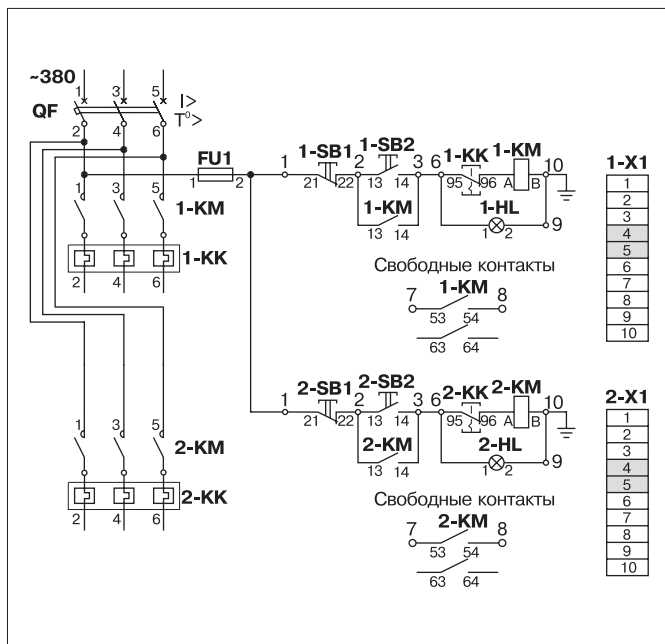 ~380
1 3 5
QF
I>
T⁰>
2 4 6
FU1
1 2
1 1-SB1 2 1-SB2 3 6 1-KK 1-KM 10
21 22 13 14 95 96 A B
1-KM
13 14
1-HL
1 2 9
1 3 5
1-KM
1-KK
2 4 6
Свободные контакты
7 1-KM 8
53 54
63 64
1-X1
1
2
3
4
5
6
7
8
9
10
1 2-SB1 2 2-SB2 3 6 2-KK 2-KM 10
21 22 13 14 95 96 A B
2-KM
13 14
2-HL
1 2 9
1 3 5
2-KM
2-KK
2 4 6
Свободные контакты
7 2-KM 8
53 54
63 64
2-X1
1
2
3
4
5
6
7
8
9
10